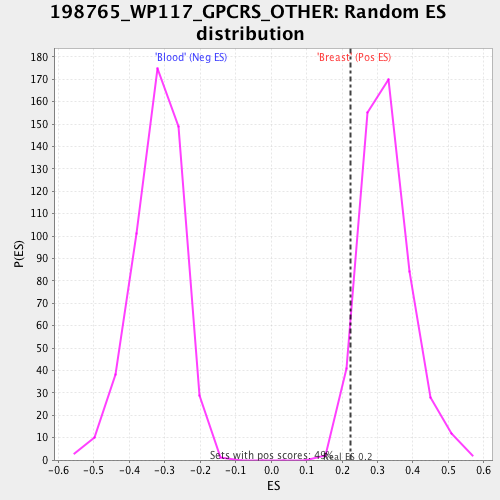 198765_WP117_GPCRS_OTHER: Random ES
distribution
'Blood' (Neg ES)
'Breast' (Pos ES)
P(ES)
180
170
160
150
140
130
120
110
100
90
80
70
60
50
40
30
20
10
0
Sets with pos scores: 49%
Real ES 0.2
-0.6 -0.5 -0.4 -0.3 -0.2 -0.1 0.0 0.1 0.2 0.3 0.4 0.5 0.6
ES